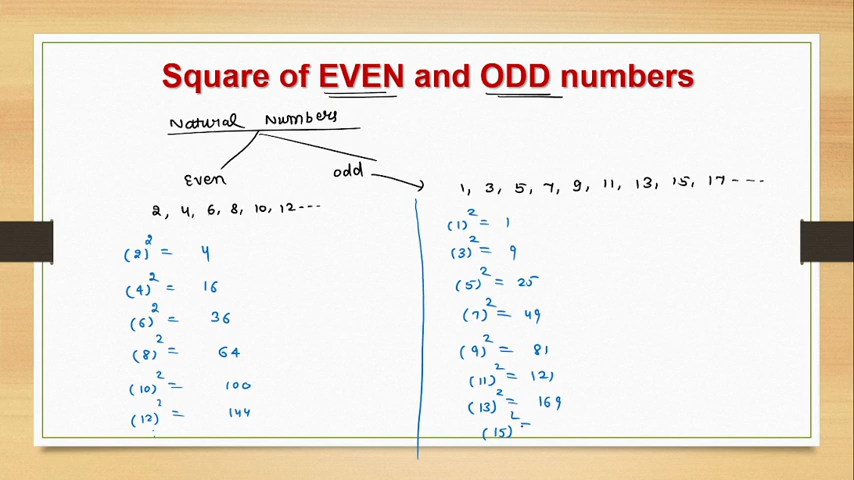 Square of EVEN and ODD numbers
Natural Numbers
Even
odd
2, 4, 6, 8, 10, 12---
(2)² = 4
(4)² = 16
(6)² = 36
(8)² = 64
(10)² = 100
(12)² = 144
1, 3, 5, 7, 9, 11, 13, 15, 17----
(1)² = 1
(3)² = 9
(5)² = 25
(7)² = 49
(9)² = 81
(11)² = 121
(13)² = 169
(15)² =